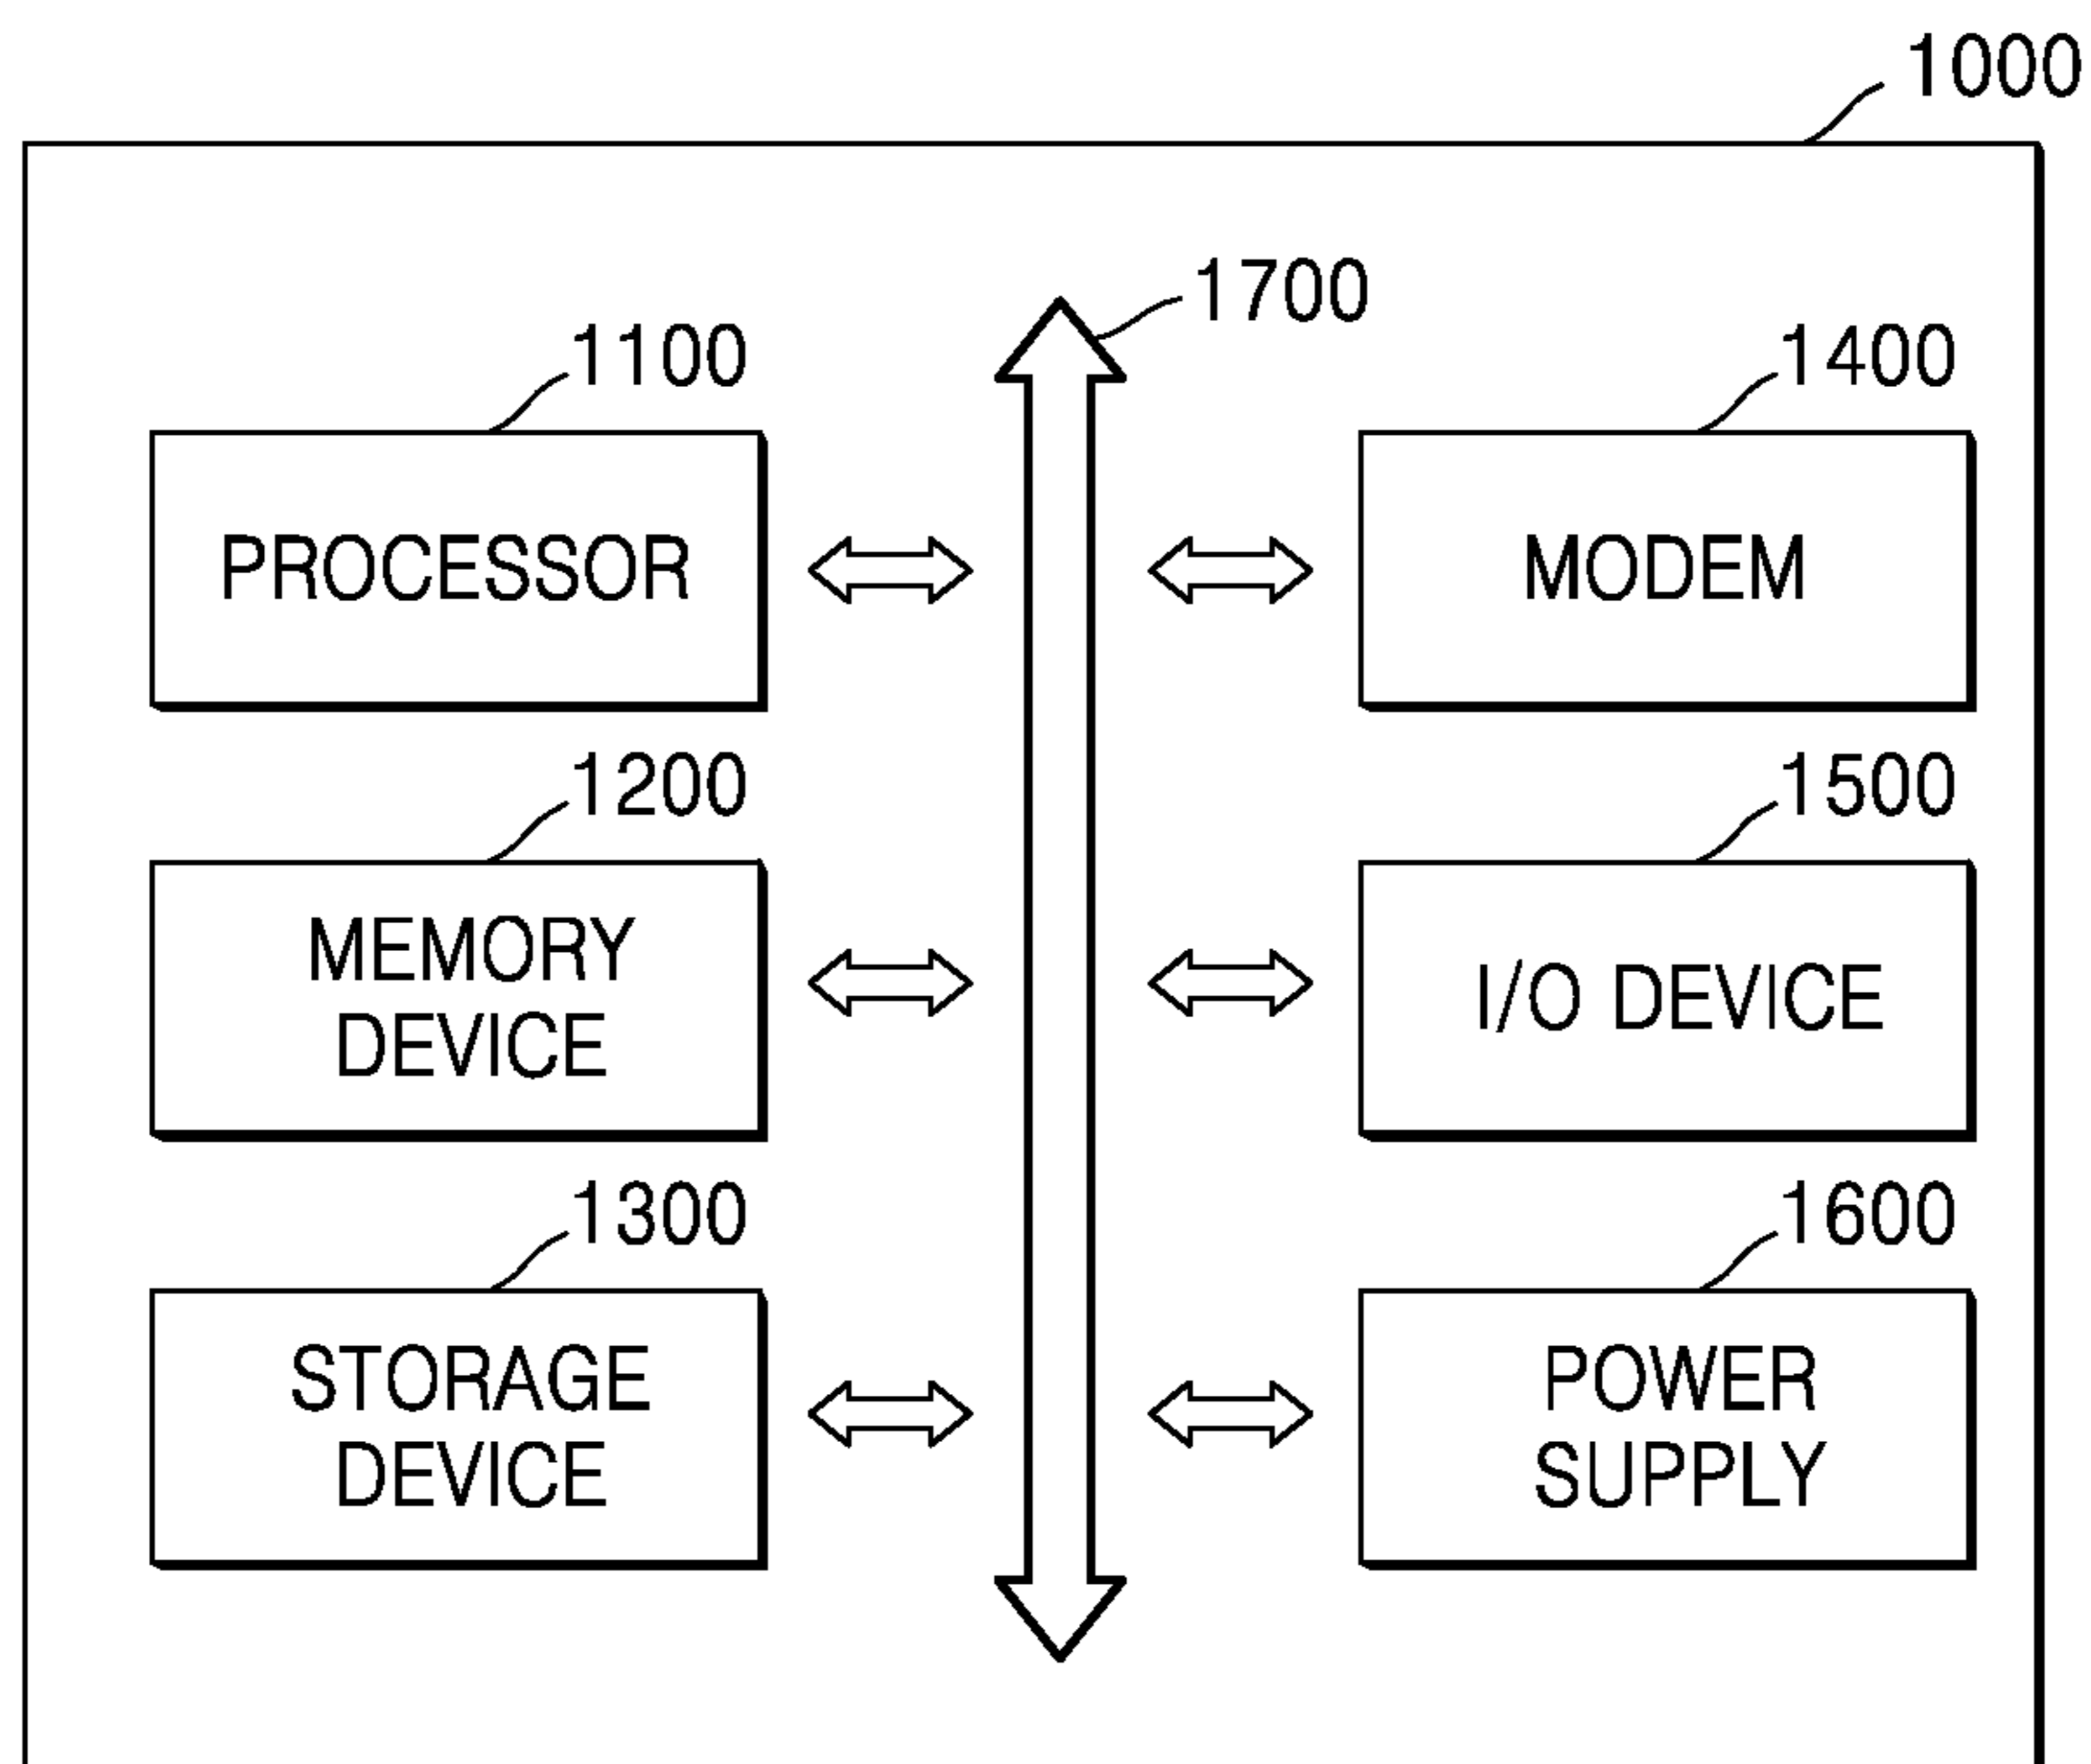 1000
1700
1100
1400
PROCESSOR
MODEM
1200
1500
MEMORY
DEVICE
I/O DEVICE
1300
1600
STORAGE
DEVICE
POWER
SUPPLY